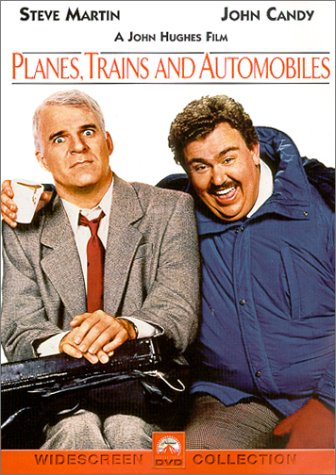 STEVE MARTIN JOHN CANDY
A JOHN HUGHES FILM
PLANES, TRAINS AND AUTOMOBILES
WIDESCREEN DVD COLLECTION